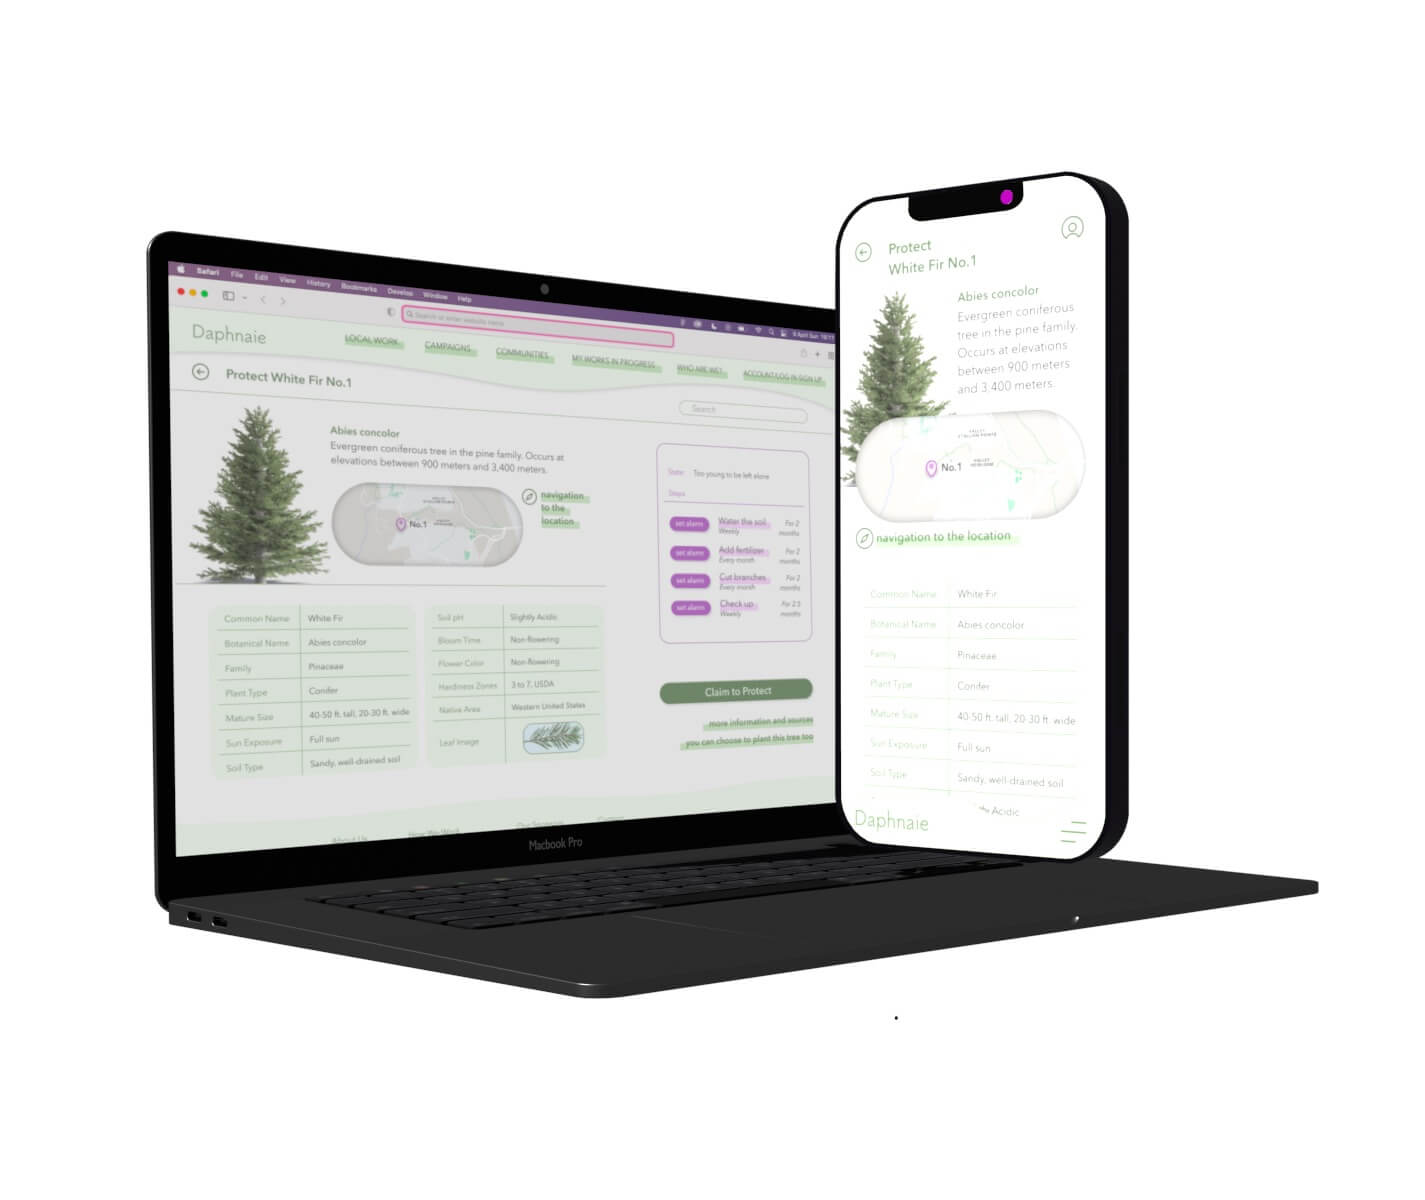 Safari File Edit View History Bookmarks Develop Window Help
Search or enter website name
Daphnaie
LOCAL WORK
CAMPAIGNS
COMMUNITIES
MY WORKS IN PROGRESS
WHO ARE WE?
ACCOUNT/LOG IN SIGN UP
Protect White Fir No.1
Search
Abies concolor
Evergreen coniferous tree in the pine family. Occurs at
elevations between 900 meters and 3,400 meters.
No.1
navigation
to the
location
State: Too young to be left alone
Steps
set alarm Water the soil For 2
Weekly months
set alarm Add fertilizer For 2
Every month months
set alarm Cut branches For 2
Every month months
set alarm Check up For 2.5
Weekly months
Common Name White Fir
Botanical Name Abies concolor
Family Pinaceae
Plant Type Conifer
Mature Size 40-50 ft. tall, 20-30 ft. wide
Sun Exposure Full sun
Soil Type Sandy, well-drained soil
Soil pH Slightly Acidic
Bloom Time Non-flowering
Flower Color Non-flowering
Hardiness Zones 3 to 7, USDA
Native Area Western United States
Leaf Image
Claim to Protect
more information and sources
you can choose to plant this tree too
About Us
How We Work
Macbook Pro
Protect
White Fir No.1
Abies concolor
Evergreen coniferous
tree in the pine family.
Occurs at elevations
between 900 meters
and 3,400 meters.
No.1
navigation to the location
Common Name White Fir
Botanical Name Abies concolor
Family Pinaceae
Plant Type Conifer
Mature Size 40-50 ft. tall, 20-30 ft. wide
Sun Exposure Full sun
Soil Type Sandy, well-drained soil
Acidic
Daphnaie